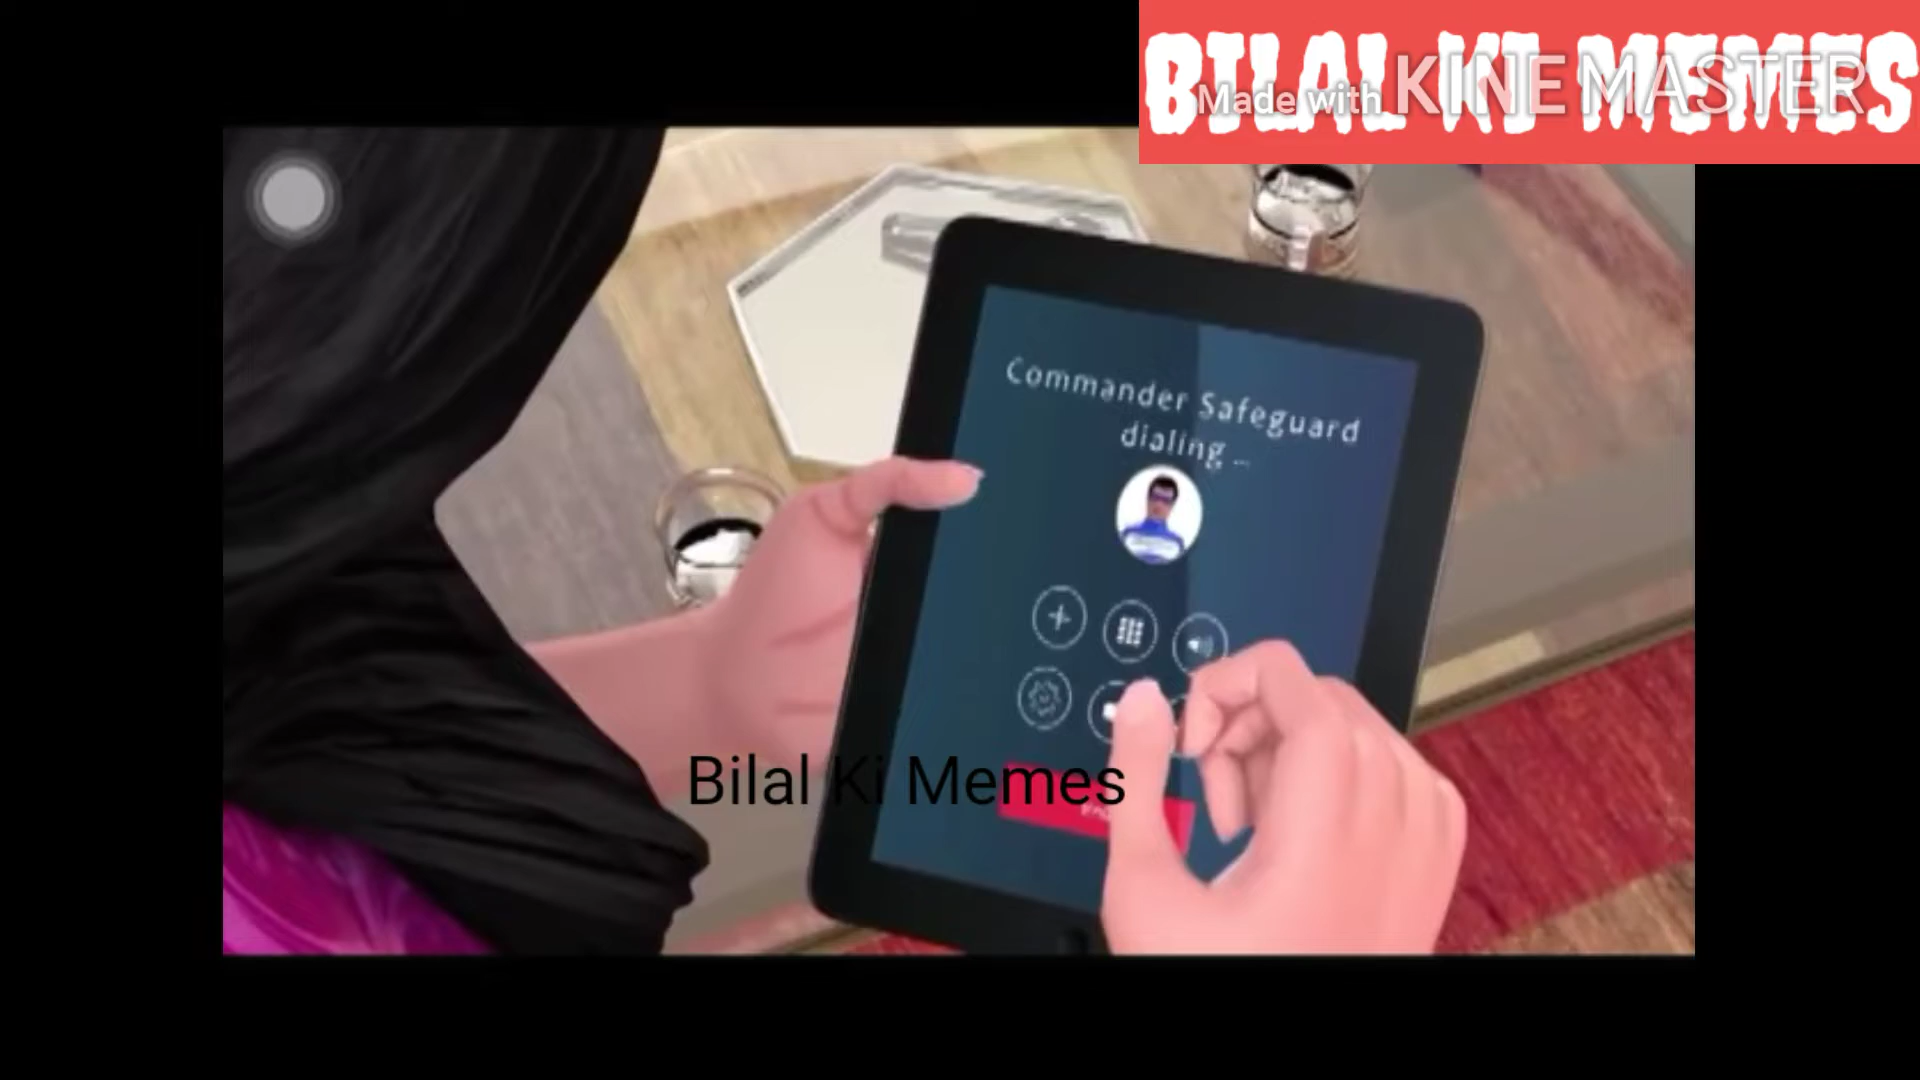 BILAL KI MEMES
Made with KINEMASTER
Commander Safeguard
dialing ...
Bilal Ki Memes